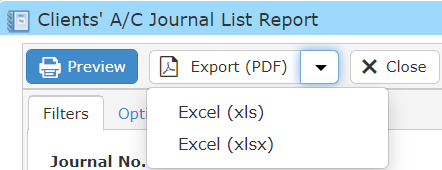 Clients' A/C Journal List Report
Preview Export (PDF) Close
Excel (xls)
Excel (xlsx)
Filters
Journal No.